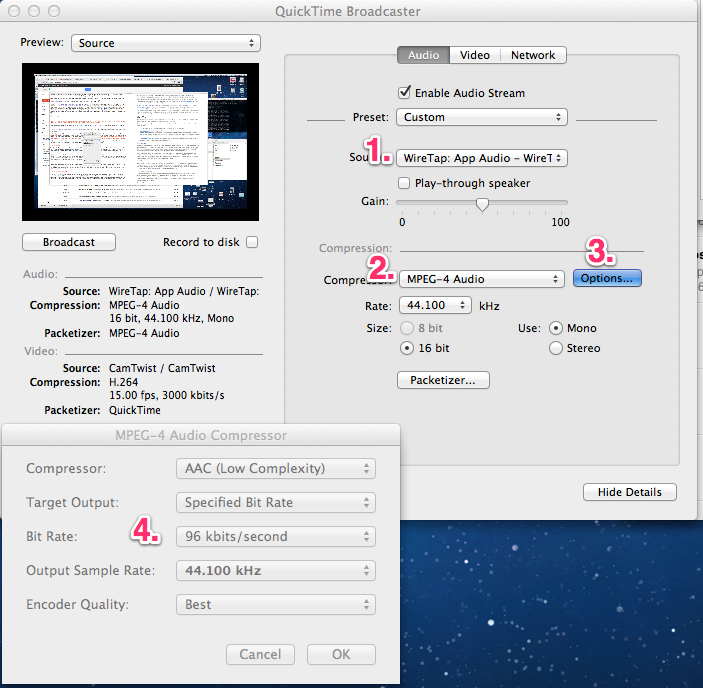 QuickTime Broadcaster
Preview: Source
Audio Video Network
Enable Audio Stream
Preset: Custom
1. Sou WireTap: App Audio – WireT
Play-through speaker
Gain:
0 100
Broadcast Record to disk
Compression:
2. 3.
Compressor: MPEG-4 Audio Options...
Rate: 44.100 kHz
Size: 8 bit Use: Mono
16 bit Stereo
Packetizer...
Audio:
Source: WireTap: App Audio / WireTap:
Compression: MPEG-4 Audio
16 bit, 44.100 kHz, Mono
Packetizer: MPEG-4 Audio
Video:
Source: CamTwist / CamTwist
Compression: H.264
15.00 fps, 3000 kbits/s
Packetizer: QuickTime
Hide Details
MPEG-4 Audio Compressor
Compressor: AAC (Low Complexity)
Target Output: Specified Bit Rate
Bit Rate: 4. 96 kbits/second
Output Sample Rate: 44.100 kHz
Encoder Quality: Best
Cancel OK